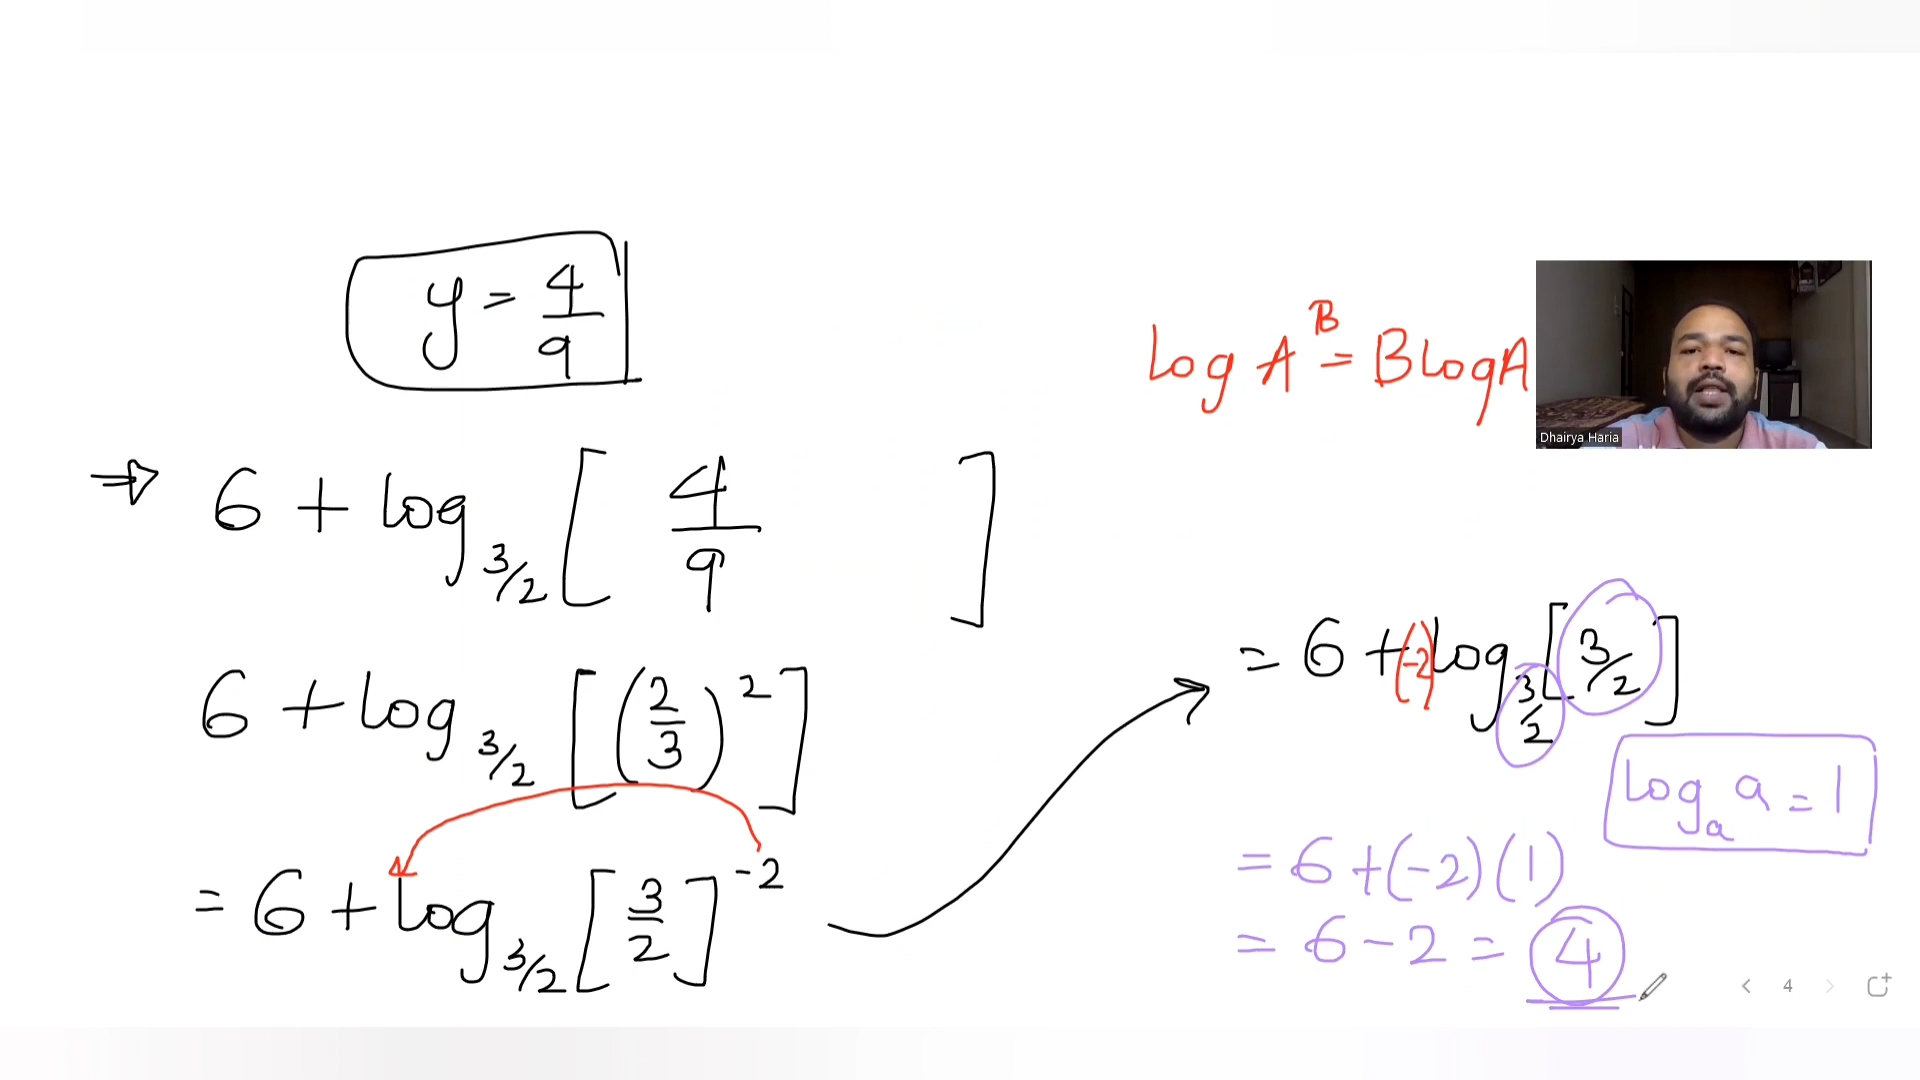 y = 4/9
log A^B = B log A
Dhairya Haria
⇒ 6 + log_{3/2} [ 4/9 ]
6 + log_{3/2} [ (2/3)^2 ]
= 6 + log_{3/2} [ 3/2 ]^{-2}
= 6 + (-2) log_{3/2} [ 3/2 ]
log_a a = 1
= 6 + (-2) (1)
= 6 - 2 = 4
< 4 >